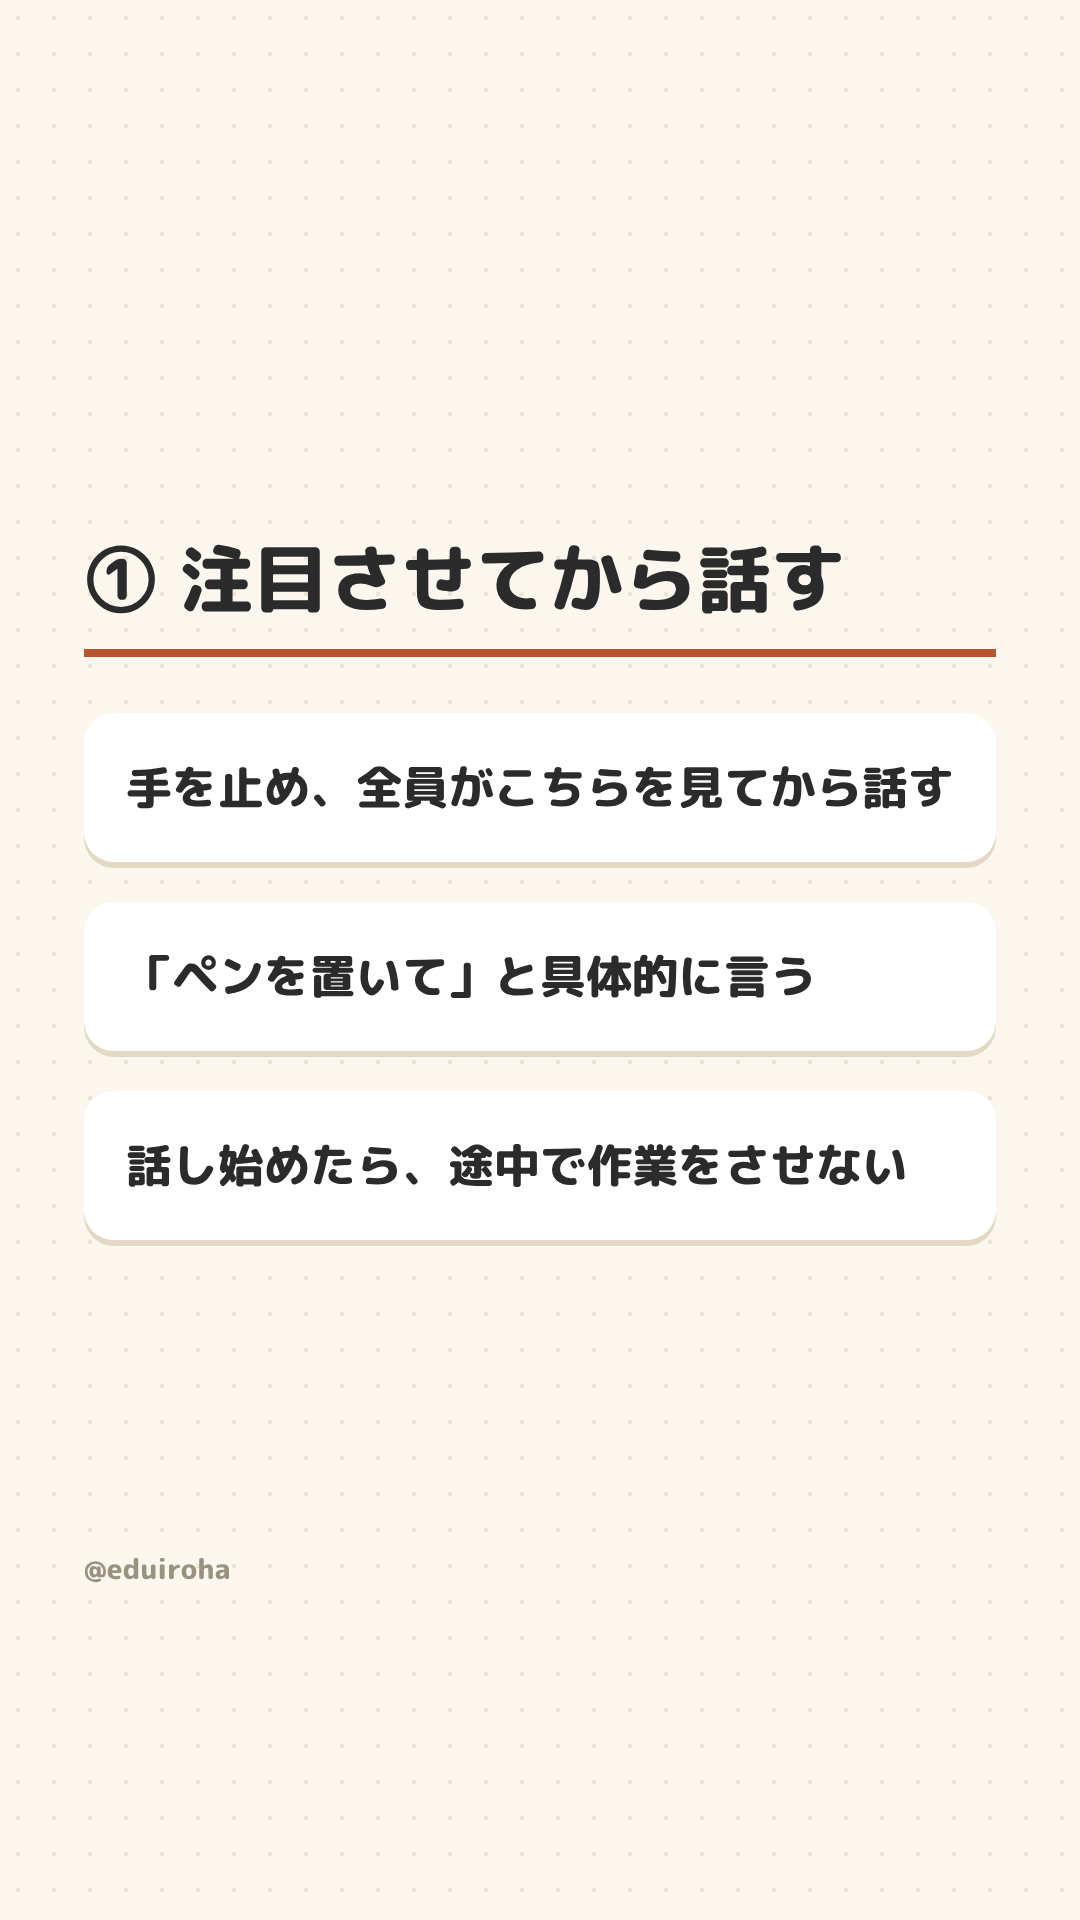 ① 注目させてから話す
手を止め、全員がこちらを見てから話す
「ペンを置いて」と具体的に言う
話し始めたら、途中で作業をさせない
@eduiroha